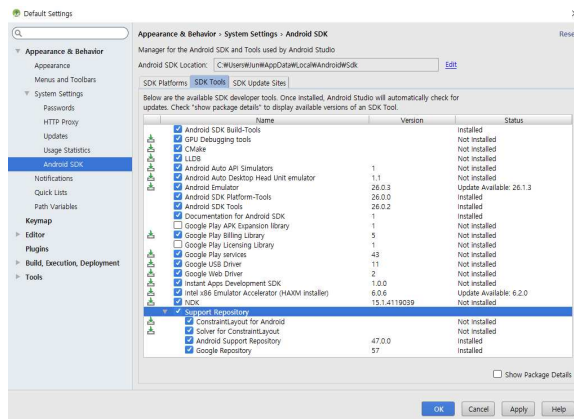 Default Settings
Appearance & Behavior › System Settings › Android SDK
Rese
Manager for the Android SDK and Tools used by Android Studio
Android SDK Location: C:₩Users₩Jun₩AppData₩Local₩Android₩Sdk Edit
SDK Platforms SDK Tools SDK Update Sites
Below are the available SDK developer tools. Once installed, Android Studio will automatically check for
updates. Check "show package details" to display available versions of an SDK Tool.
Name Version Status
Android SDK Build-Tools Installed
GPU Debugging tools Not installed
CMake Not installed
LLDB Not installed
Android Auto API Simulators 1 Not installed
Android Auto Desktop Head Unit emulator 1.1 Not installed
Android Emulator 26.0.3 Update Available: 26.1.3
Android SDK Platform-Tools 26.0.0 Installed
Android SDK Tools 26.0.2 Installed
Documentation for Android SDK 1 Installed
Google Play APK Expansion library 1 Not installed
Google Play Billing Library 5 Not installed
Google Play Licensing Library 1 Not installed
Google Play services 43 Not installed
Google USB Driver 11 Not installed
Google Web Driver 2 Not installed
Instant Apps Development SDK 1.0.0 Not installed
Intel x86 Emulator Accelerator (HAXM installer) 6.0.6 Update Available: 6.2.0
NDK 15.1.4119039 Not installed
Support Repository
ConstraintLayout for Android Not installed
Solver for ConstraintLayout Not installed
Android Support Repository 47.0.0 Installed
Google Repository 57 Installed
Show Package Details
Appearance & Behavior
Appearance
Menus and Toolbars
System Settings
Passwords
HTTP Proxy
Updates
Usage Statistics
Android SDK
Notifications
Quick Lists
Path Variables
Keymap
Editor
Plugins
Build, Execution, Deployment
Tools
OK Cancel Apply Help